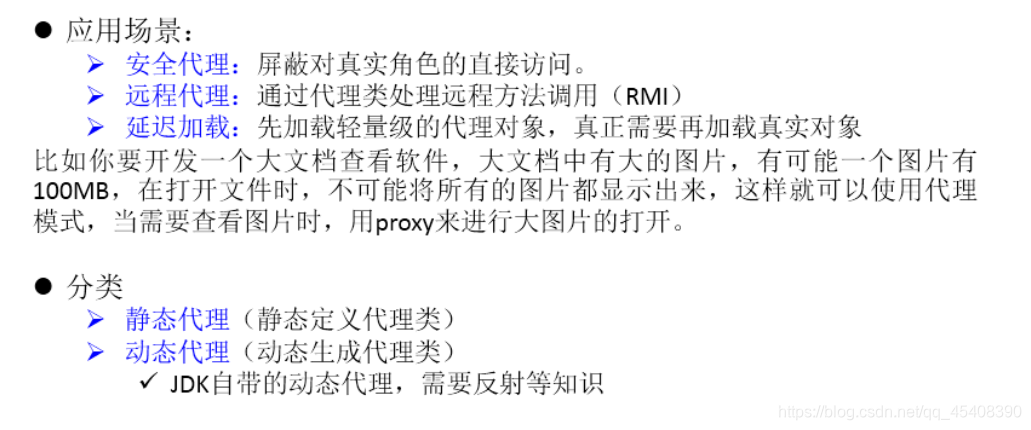 ● 应用场景：
➢ 安全代理：屏蔽对真实角色的直接访问。
➢ 远程代理：通过代理类处理远程方法调用（RMI）
➢ 延迟加载：先加载轻量级的代理对象，真正需要再加载真实对象
比如你要开发一个大文档查看软件，大文档中有大的图片，有可能一个图片有
100MB，在打开文件时，不可能将所有的图片都显示出来，这样就可以使用代理
模式，当需要查看图片时，用proxy来进行大图片的打开。
● 分类
➢ 静态代理（静态定义代理类）
➢ 动态代理（动态生成代理类）
✓ JDK自带的动态代理，需要反射等知识
https://blog.csdn.net/qq_45408390